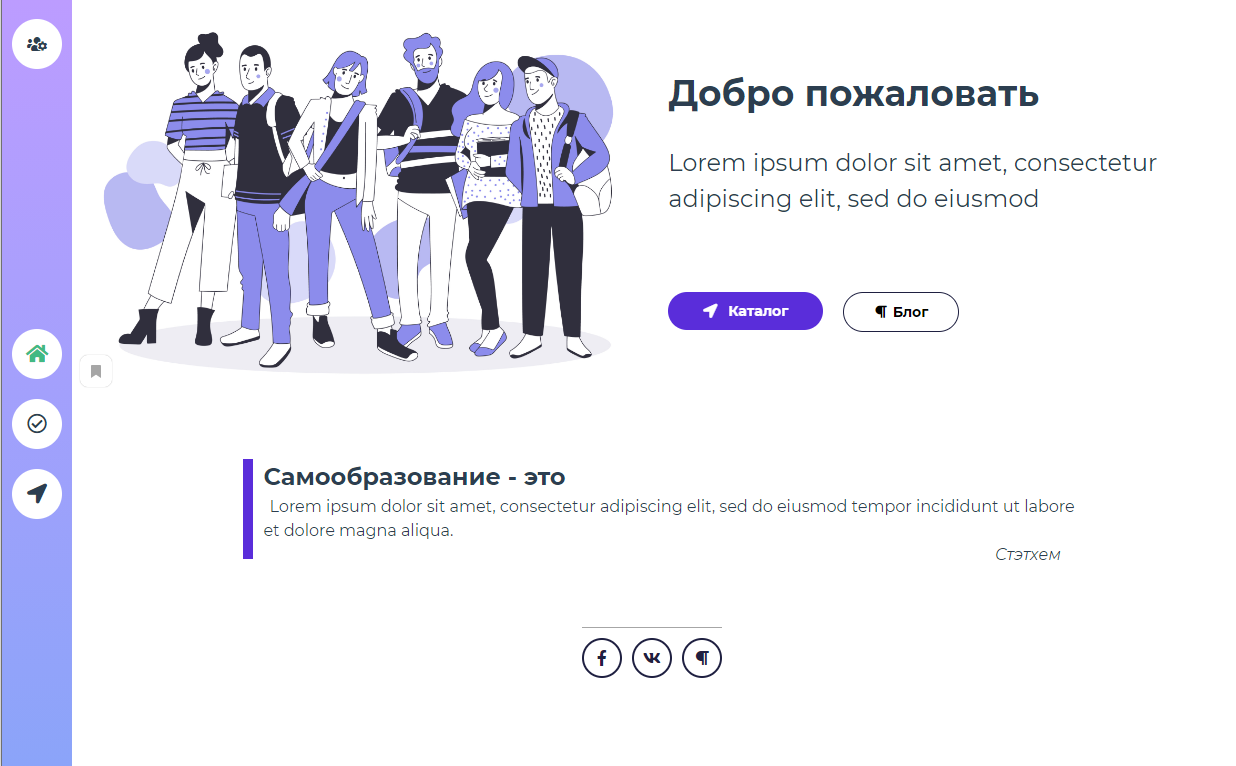 Добро пожаловать
Lorem ipsum dolor sit amet, consectetur
adipiscing elit, sed do eiusmod
Каталог
Блог
Самообразование - это
Lorem ipsum dolor sit amet, consectetur adipiscing elit, sed do eiusmod tempor incididunt ut labore
et dolore magna aliqua.
Стэтхем